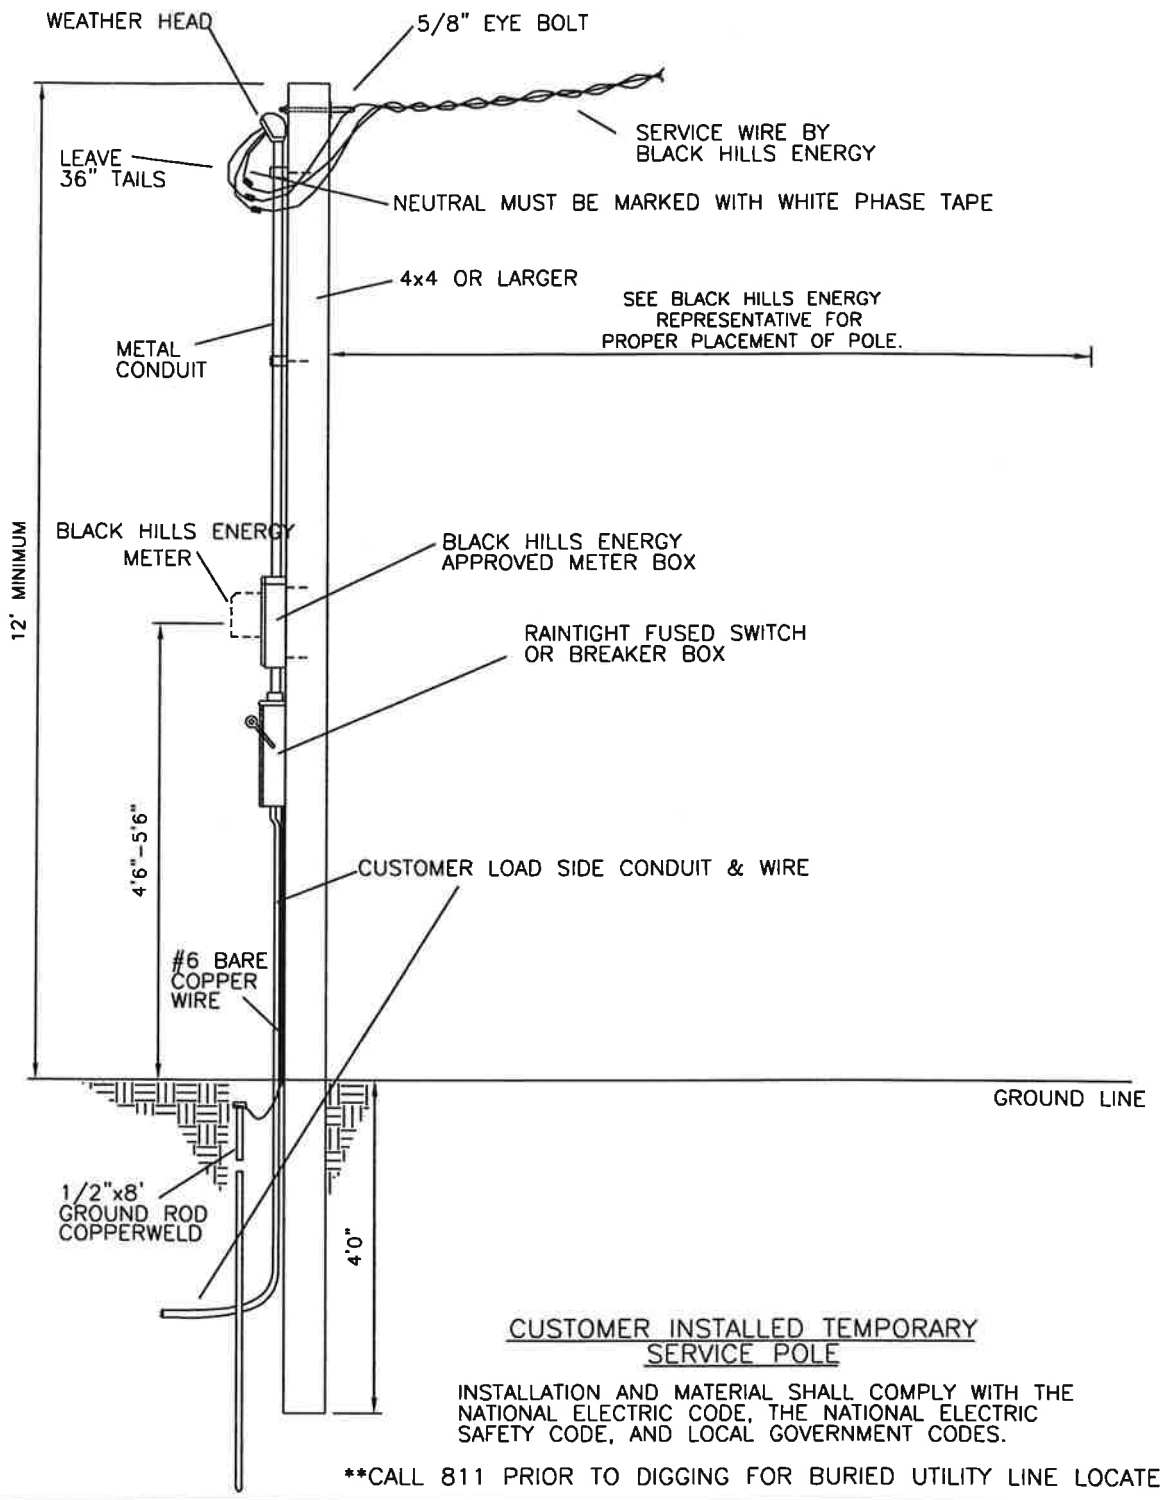 WEATHER HEAD
5/8" EYE BOLT
SERVICE WIRE BY
BLACK HILLS ENERGY
LEAVE
36" TAILS
NEUTRAL MUST BE MARKED WITH WHITE PHASE TAPE
4x4 OR LARGER
SEE BLACK HILLS ENERGY
REPRESENTATIVE FOR
PROPER PLACEMENT OF POLE.
METAL
CONDUIT
12' MINIMUM
BLACK HILLS ENERGY
METER
BLACK HILLS ENERGY
APPROVED METER BOX
RAINTIGHT FUSED SWITCH
OR BREAKER BOX
4'6"-5'6"
CUSTOMER LOAD SIDE CONDUIT & WIRE
#6 BARE
COPPER
WIRE
GROUND LINE
1/2"x8'
GROUND ROD
COPPERWELD
4'0"
CUSTOMER INSTALLED TEMPORARY
SERVICE POLE
INSTALLATION AND MATERIAL SHALL COMPLY WITH THE
NATIONAL ELECTRIC CODE, THE NATIONAL ELECTRIC
SAFETY CODE, AND LOCAL GOVERNMENT CODES.
**CALL 811 PRIOR TO DIGGING FOR BURIED UTILITY LINE LOCATE